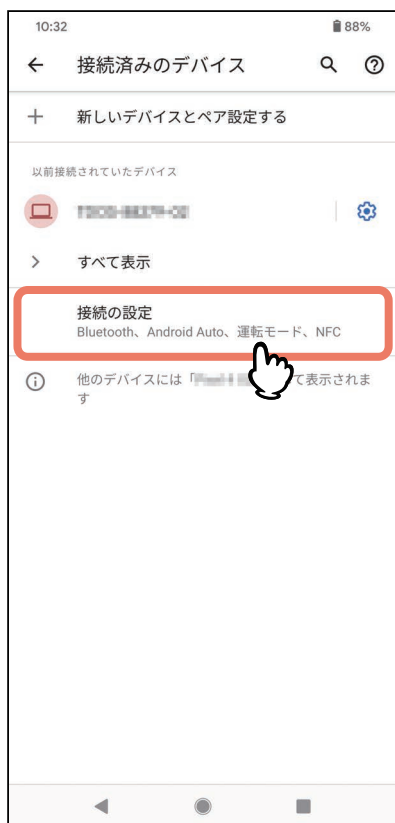 10:32 88%
接続済みのデバイス
新しいデバイスとペア設定する
以前接続されていたデバイス
すべて表示
接続の設定
Bluetooth、Android Auto、運転モード、NFC
他のデバイスには「 て表示されま
す